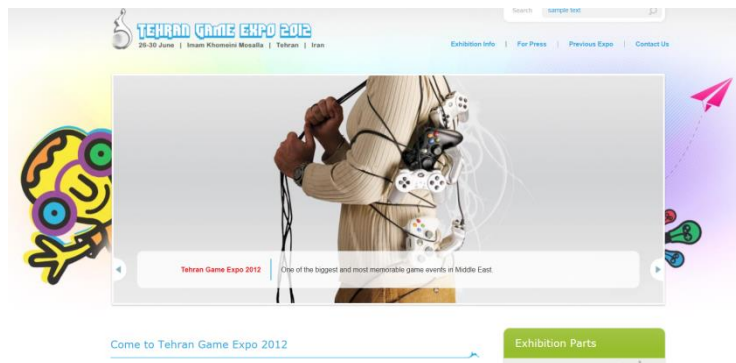 Search sample text
TEHRAN GAME EXPO 2012
26-30 June | Imam Khomeini Mosalla | Tehran | Iran
Exhibition Info | For Press | Previous Expo | Contact Us
Tehran Game Expo 2012 One of the biggest and most memorable game events in Middle East.
Come to Tehran Game Expo 2012
Exhibition Parts